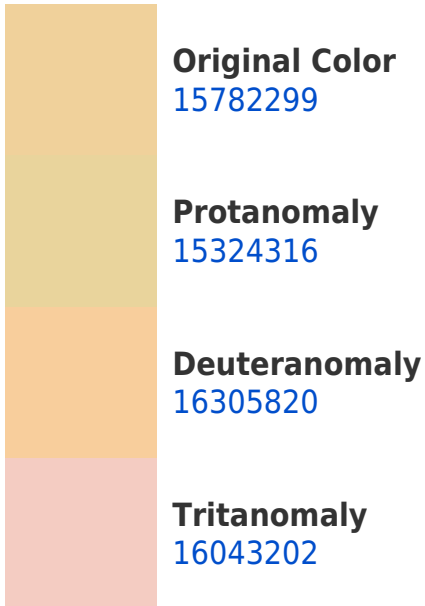 Original Color
15782299
Protanomaly
15324316
Deuteranomaly
16305820
Tritanomaly
16043202